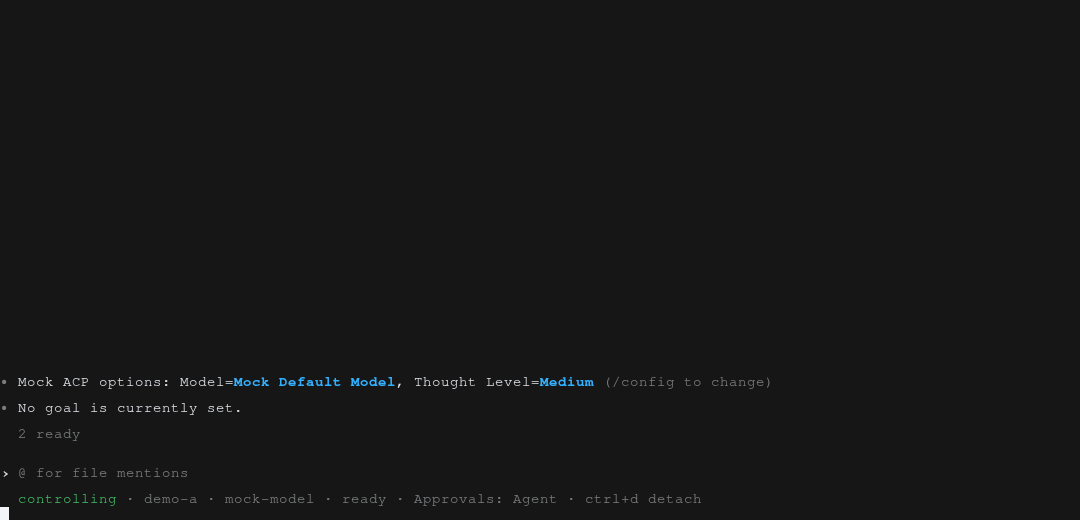 • Mock ACP options: Model=Mock Default Model, Thought Level=Medium (/config to change)
• No goal is currently set.
2 ready
› @ for file mentions
controlling · demo-a · mock-model · ready · Approvals: Agent · ctrl+d detach